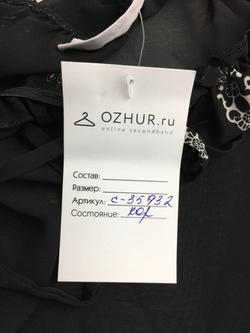 OZHUR.ru
online secondhand
Состав:
Размер:
Артикул: с-35932
Состояние: хор